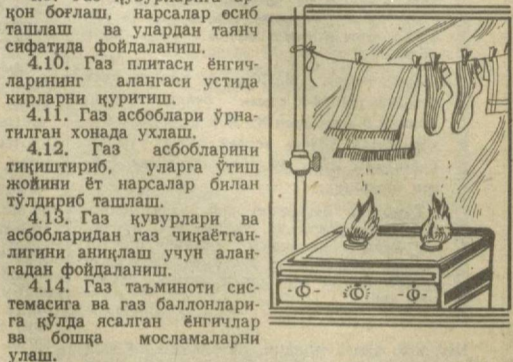 қон боғлаш, нарсалар осиб
ташлаш ва улардан таянч
сифатида фойдаланиш.
4.10. Газ плитаси ёнгич-
ларининг алангаси устида
кирларни қуритиш.
4.11. Газ асбоблари ўрна-
тилган хонада ухлаш.
4.12. Газ асбобларини
тиқиштириб, уларга ўтиш
жойини ёт нарсалар билан
тўлдириб ташлаш.
4.13. Газ қувурлари ва
асбобларидан газ чиқаётган-
лигини аниқлаш учун алан-
гадан фойдаланиш.
4.14. Газ таъминоти сис-
темасига ва газ баллонлари-
га қўлда ясалган ёнгичлар
ва бошқа мосламаларни
улаш.